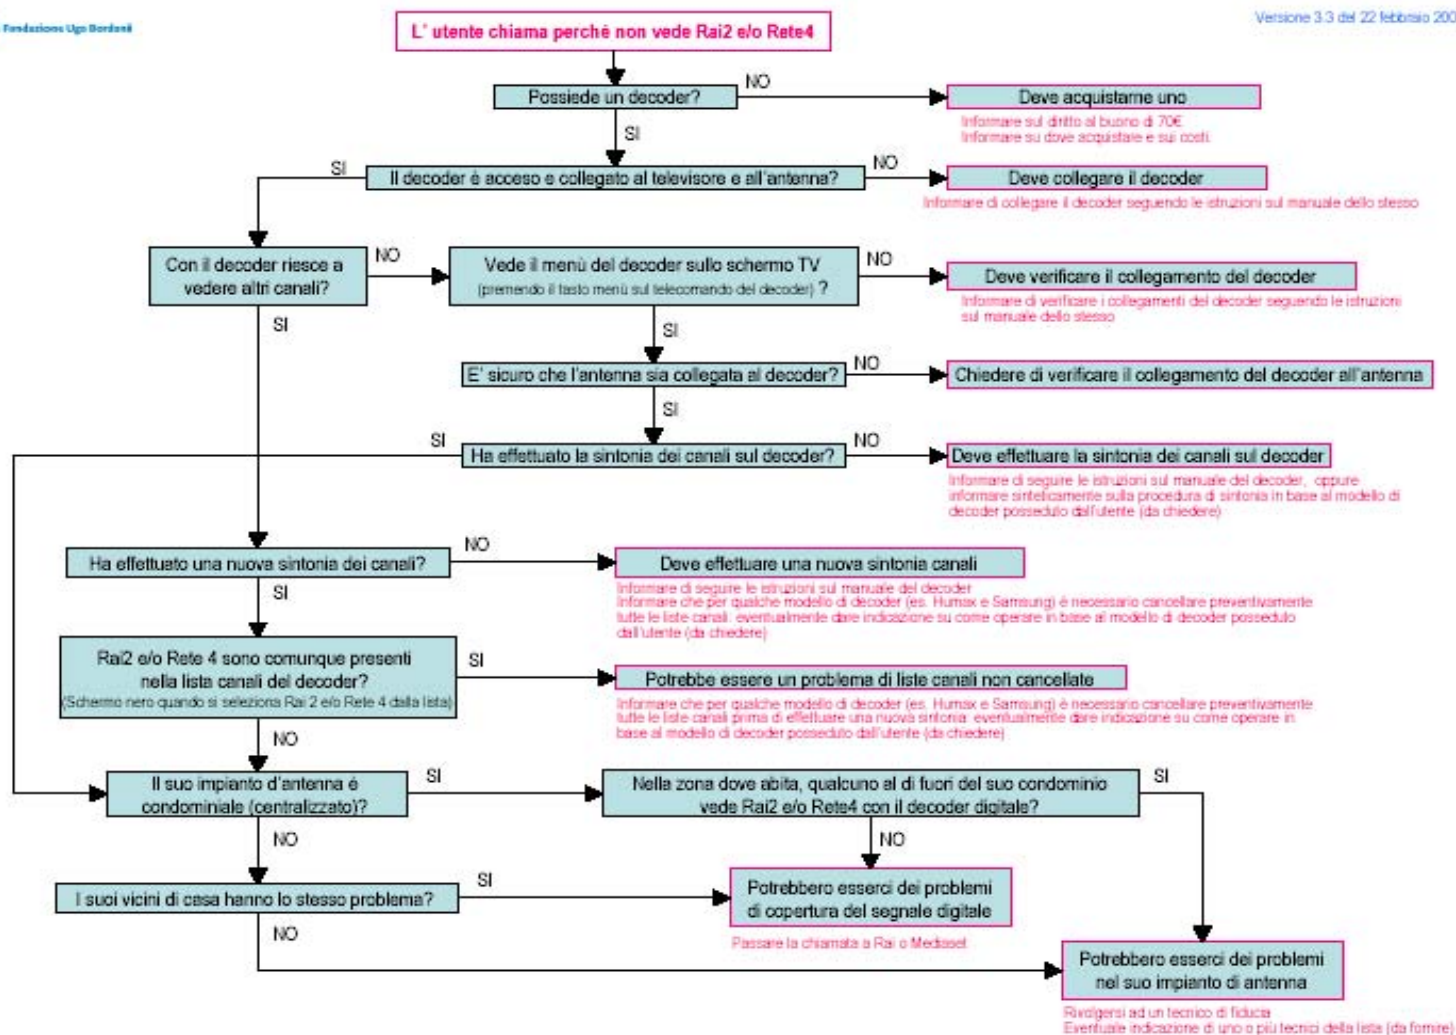 Fondazione Ugo Bordoni
Versione 3.3 del 22 febbraio 200
L' utente chiama perchè non vede Rai2 e/o Rete4
Possiede un decoder?
NO
Deve acquistarne uno
Informare sul diritto al buono di 70€
Informare su dove acquistare e sui costi.
SI
SI
Il decoder è acceso e collegato al televisore e all'antenna?
NO
Deve collegare il decoder
Informare di collegare il decoder seguendo le istruzioni sul manuale dello stesso
Con il decoder riesce a
vedere altri canali?
NO
Vede il menù del decoder sullo schermo TV
(premendo il tasto menù sul telecomando del decoder) ?
NO
Deve verificare il collegamento del decoder
Informare di verificare i collegamenti del decoder seguendo le istruzioni
sul manuale dello stesso
SI
SI
E' sicuro che l'antenna sia collegata al decoder?
NO
Chiedere di verificare il collegamento del decoder all'antenna
SI
SI
Ha effettuato la sintonia dei canali sul decoder?
NO
Deve effettuare la sintonia dei canali sul decoder
Informare di seguire le istruzioni sul manuale del decoder, oppure
informare sinteticamente sulla procedura di sintonia in base al modello di
decoder posseduto dall'utente (da chiedere)
Ha effettuato una nuova sintonia dei canali?
NO
Deve effettuare una nuova sintonia canali
Informare di seguire le istruzioni sul manuale del decoder
Informare che per qualche modello di decoder (es. Humax e Samsung) è necessario cancellare preventivamente
tutte le liste canali: eventualmente dare indicazione su come operare in base al modello di decoder posseduto
dall'utente (da chiedere)
SI
Rai2 e/o Rete 4 sono comunque presenti
nella lista canali del decoder?
(Schermo nero quando si seleziona Rai 2 e/o Rete 4 dalla lista)
SI
Potrebbe essere un problema di liste canali non cancellate
Informare che per qualche modello di decoder (es. Humax e Samsung) è necessario cancellare preventivamente
tutte le liste canali prima di effettuare una nuova sintonia: eventualmente dare indicazione su come operare in
base al modello di decoder posseduto dall'utente (da chiedere)
NO
Il suo impianto d'antenna è
condominiale (centralizzato)?
SI
Nella zona dove abita, qualcuno al di fuori del suo condominio
vede Rai2 e/o Rete4 con il decoder digitale?
SI
NO
NO
I suoi vicini di casa hanno lo stesso problema?
SI
Potrebbero esserci dei problemi
di copertura del segnale digitale
Passare la chiamata a Rai o Mediaset
NO
Potrebbero esserci dei problemi
nel suo impianto di antenna
Rivolgersi ad un tecnico di fiducia
Eventuale indicazione di uno o più tecnici della lista (da fornire)